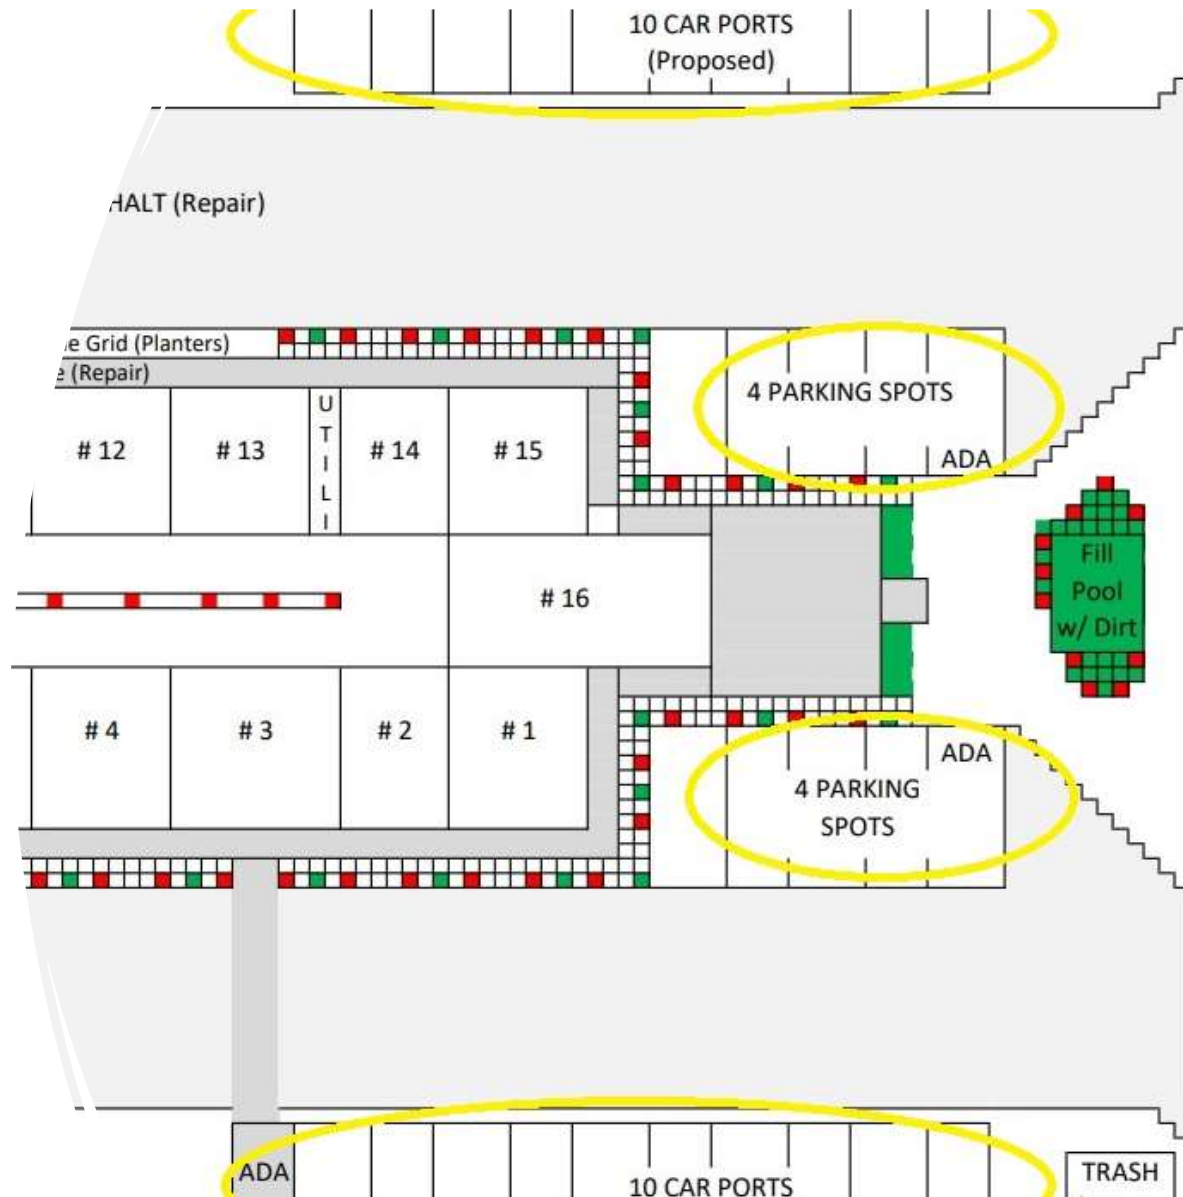 10 CAR PORTS
(Proposed)
HALT (Repair)
e Grid (Planters)
e (Repair)
4 PARKING SPOTS
ADA
# 12
# 13
UTILI
# 14
# 15
# 16
Fill
Pool
w/ Dirt
# 4
# 3
# 2
# 1
ADA
4 PARKING
SPOTS
ADA
10 CAR PORTS
TRASH